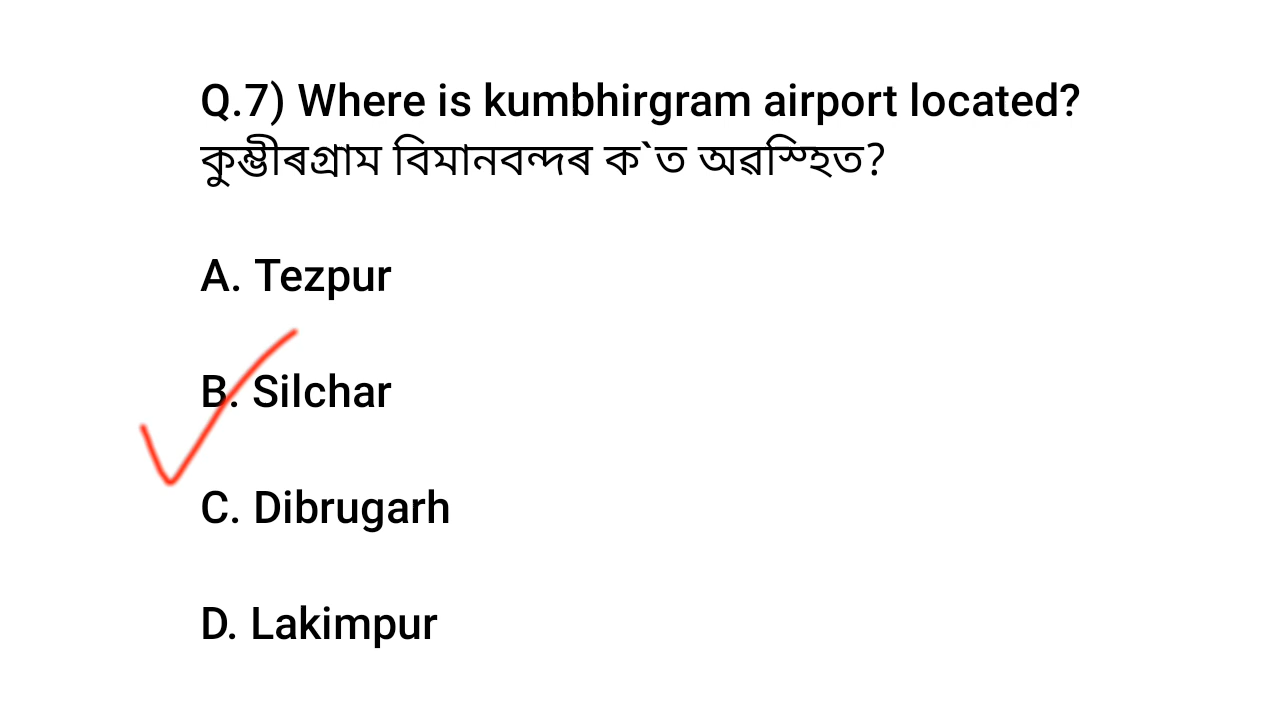 Q.7) Where is kumbhirgram airport located?
কুম্ভীৰগ্ৰাম বিমানবন্দৰ ক`ত অৱস্হিত?
A. Tezpur
B. Silchar
C. Dibrugarh
D. Lakimpur